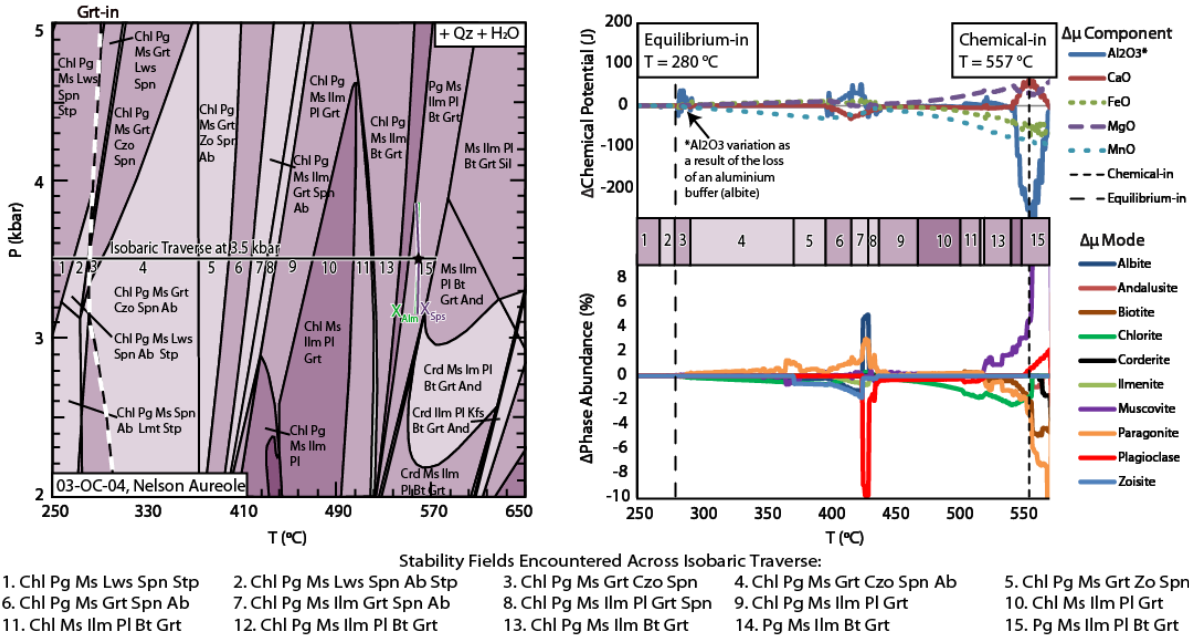 Grt-in
5
4
3
2
P (kbar)
+ Qz + H2O
Chl Pg
Ms Lws
Spn
Stp
Chl Pg
Ms Grt
Lws
Spn
Chl Pg
Ms Grt
Czo
Spn
Chl Pg
Ms Grt
Zo Spn
Ab
Chl Pg
Ms Ilm
Grt Spn
Ab
Chl Pg
Ms Ilm
Pl Grt
Chl Pg
Ms Ilm
Bt Grt
Pg Ms
Ilm Pl
Bt Grt
Ms Ilm Pl
Bt Grt Sil
Isobaric Traverse at 3.5 kbar
1 2 3 4 5 6 7 8 9 10 11 13 15
Chl Pg Ms Grt
Czo Spn Ab
Chl Pg Ms Lws
Spn Ab Stp
Chl Pg Ms Spn
Ab Lmt Stp
Chl Ms
Ilm Pl
Grt
Chl Pg
Ms Ilm
Pl
XAlm
XSps
Ms Ilm
Pl Bt
Grt And
Crd Ms Im Pl
Bt Grt And
Crd Ilm Pl Kfs
Bt Grt And
Crd Ms Ilm
Pl Bt Grt
03-OC-04, Nelson Aureole
250 330 410 490 570 650
T (ºC)
ΔChemical Potential (J)
200
100
0
-100
-200
Equilibrium-in
T = 280 ºC
Chemical-in
T = 557 ºC
*Al2O3 variation as
a result of the loss
of an aluminium
buffer (albite)
Δμ Component
Al2O3*
CaO
FeO
MgO
MnO
Chemical-in
Equilibrium-in
1 2 3 4 5 6 7 8 9 10 11 13 15
ΔPhase Abundance (%)
8
6
4
2
0
-2
-4
-6
-8
-10
250 300 350 400 450 500 550
T (ºC)
Δμ Mode
Albite
Andalusite
Biotite
Chlorite
Corderite
Ilmenite
Muscovite
Paragonite
Plagioclase
Zoisite
Stability Fields Encountered Across Isobaric Traverse:
1. Chl Pg Ms Lws Spn Stp 2. Chl Pg Ms Lws Spn Ab Stp 3. Chl Pg Ms Grt Czo Spn 4. Chl Pg Ms Grt Czo Spn Ab 5. Chl Pg Ms Grt Zo Spn
6. Chl Pg Ms Grt Spn Ab 7. Chl Pg Ms Ilm Grt Spn Ab 8. Chl Pg Ms Ilm Pl Grt Spn 9. Chl Pg Ms Ilm Pl Grt 10. Chl Ms Ilm Pl Grt
11. Chl Ms Ilm Pl Bt Grt 12. Chl Pg Ms Ilm Pl Bt Grt 13. Chl Pg Ms Ilm Bt Grt 14. Pg Ms Ilm Bt Grt 15. Pg Ms Ilm Pl Bt Grt